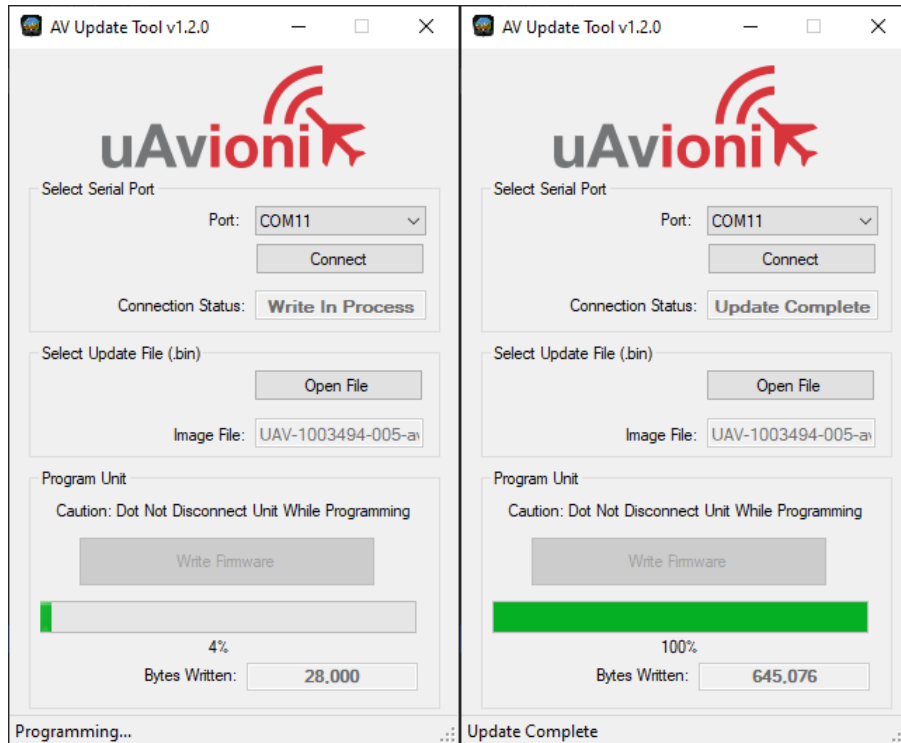 AV Update Tool v1.2.0
uAvioni
Select Serial Port
Port: COM11
Connect
Connection Status: Write In Process
Select Update File (.bin)
Open File
Image File: UAV-1003494-005-av
Program Unit
Caution: Dot Not Disconnect Unit While Programming
Write Firmware
4%
Bytes Written: 28,000
Programming...
AV Update Tool v1.2.0
uAvioni
Select Serial Port
Port: COM11
Connect
Connection Status: Update Complete
Select Update File (.bin)
Open File
Image File: UAV-1003494-005-av
Program Unit
Caution: Dot Not Disconnect Unit While Programming
Write Firmware
100%
Bytes Written: 645,076
Update Complete